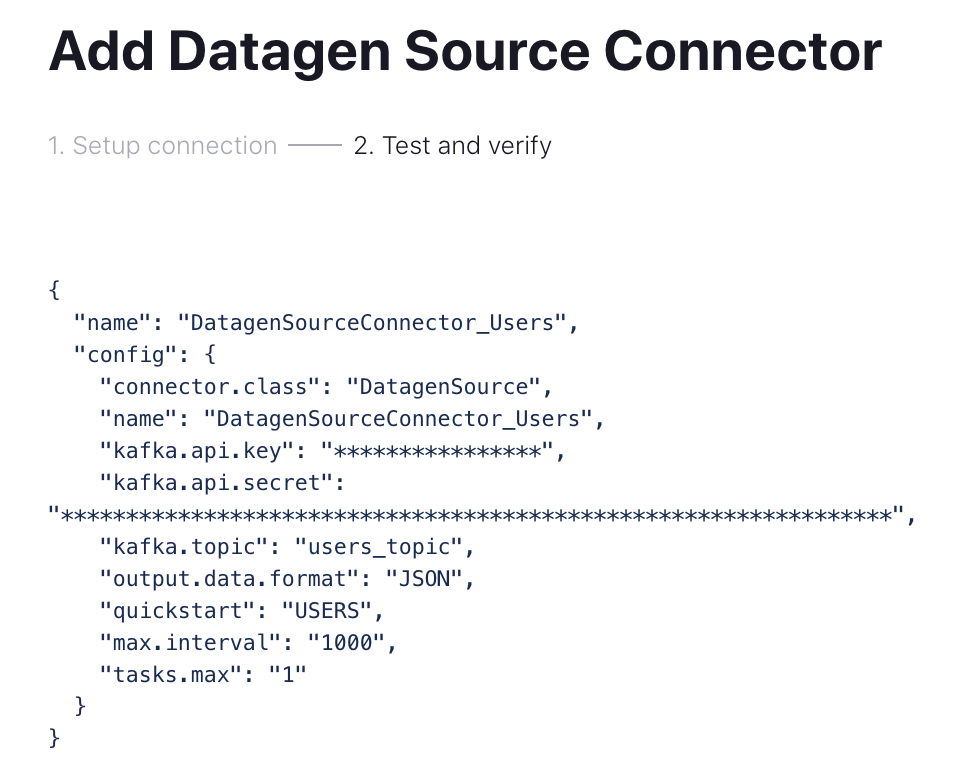 Add Datagen Source Connector
1. Setup connection 2. Test and verify
{
"name": "DatagenSourceConnector_Users",
"config": {
"connector.class": "DatagenSource",
"name": "DatagenSourceConnector_Users",
"kafka.api.key": "****************",
"kafka.api.secret":
"****************************************************************",
"kafka.topic": "users_topic",
"output.data.format": "JSON",
"quickstart": "USERS",
"max.interval": "1000",
"tasks.max": "1"
}
}